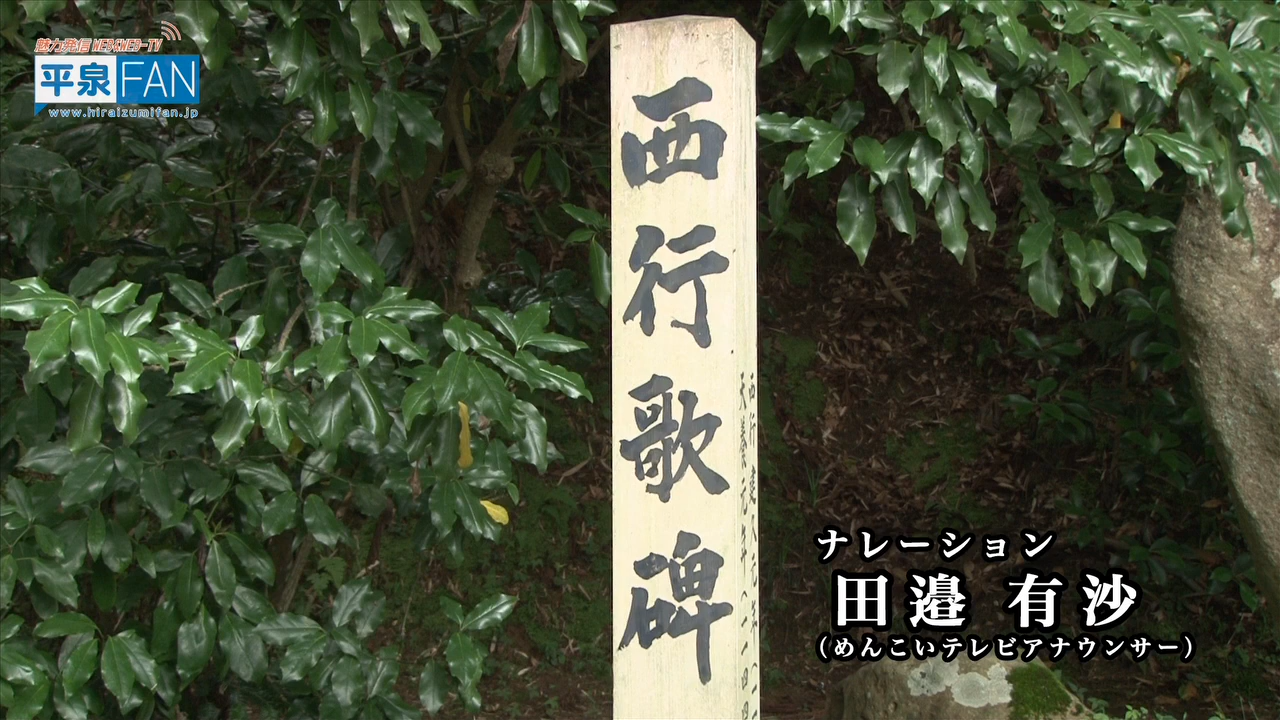 魅力発信 WEB&WEB-TV
平泉FAN
www.hiraizumifan.jp
西行歌碑
ナレーション
田邉 有沙
（めんこいテレビアナウンサー）